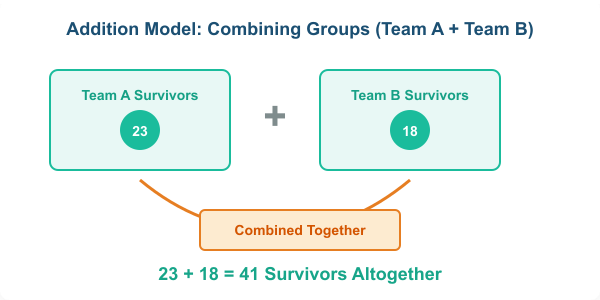 Addition Model: Combining Groups (Team A + Team B)
Team A Survivors
23
+
Team B Survivors
18
Combined Together
23 + 18 = 41 Survivors Altogether